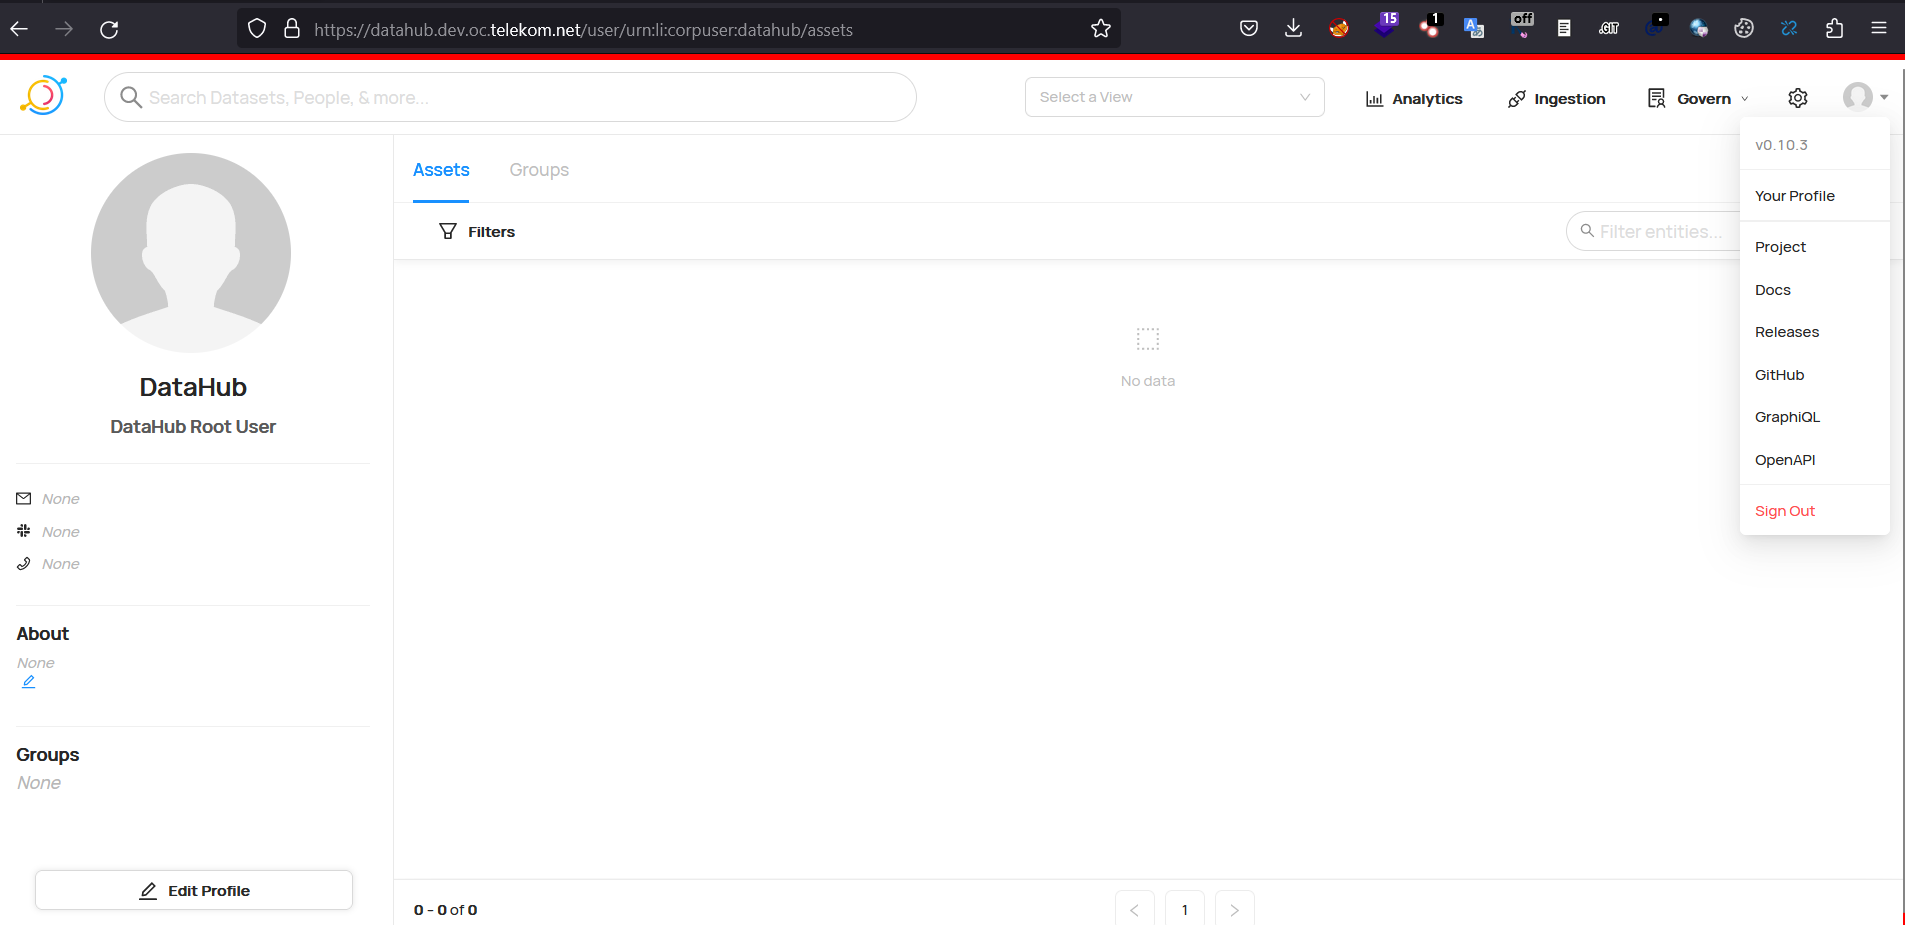 https://datahub.dev.oc.telekom.net/user/urn:li:corpuser:datahub/assets
15
1
off
.GIT
Search Datasets, People, & more...
Select a View
Analytics
Ingestion
Govern
v0.10.3
Your Profile
Project
Docs
Releases
GitHub
GraphiQL
OpenAPI
Sign Out
DataHub
DataHub Root User
None
None
None
About
None
Groups
None
Edit Profile
Assets Groups
Filters
Filter entities...
No data
0 - 0 of 0
< 1 >